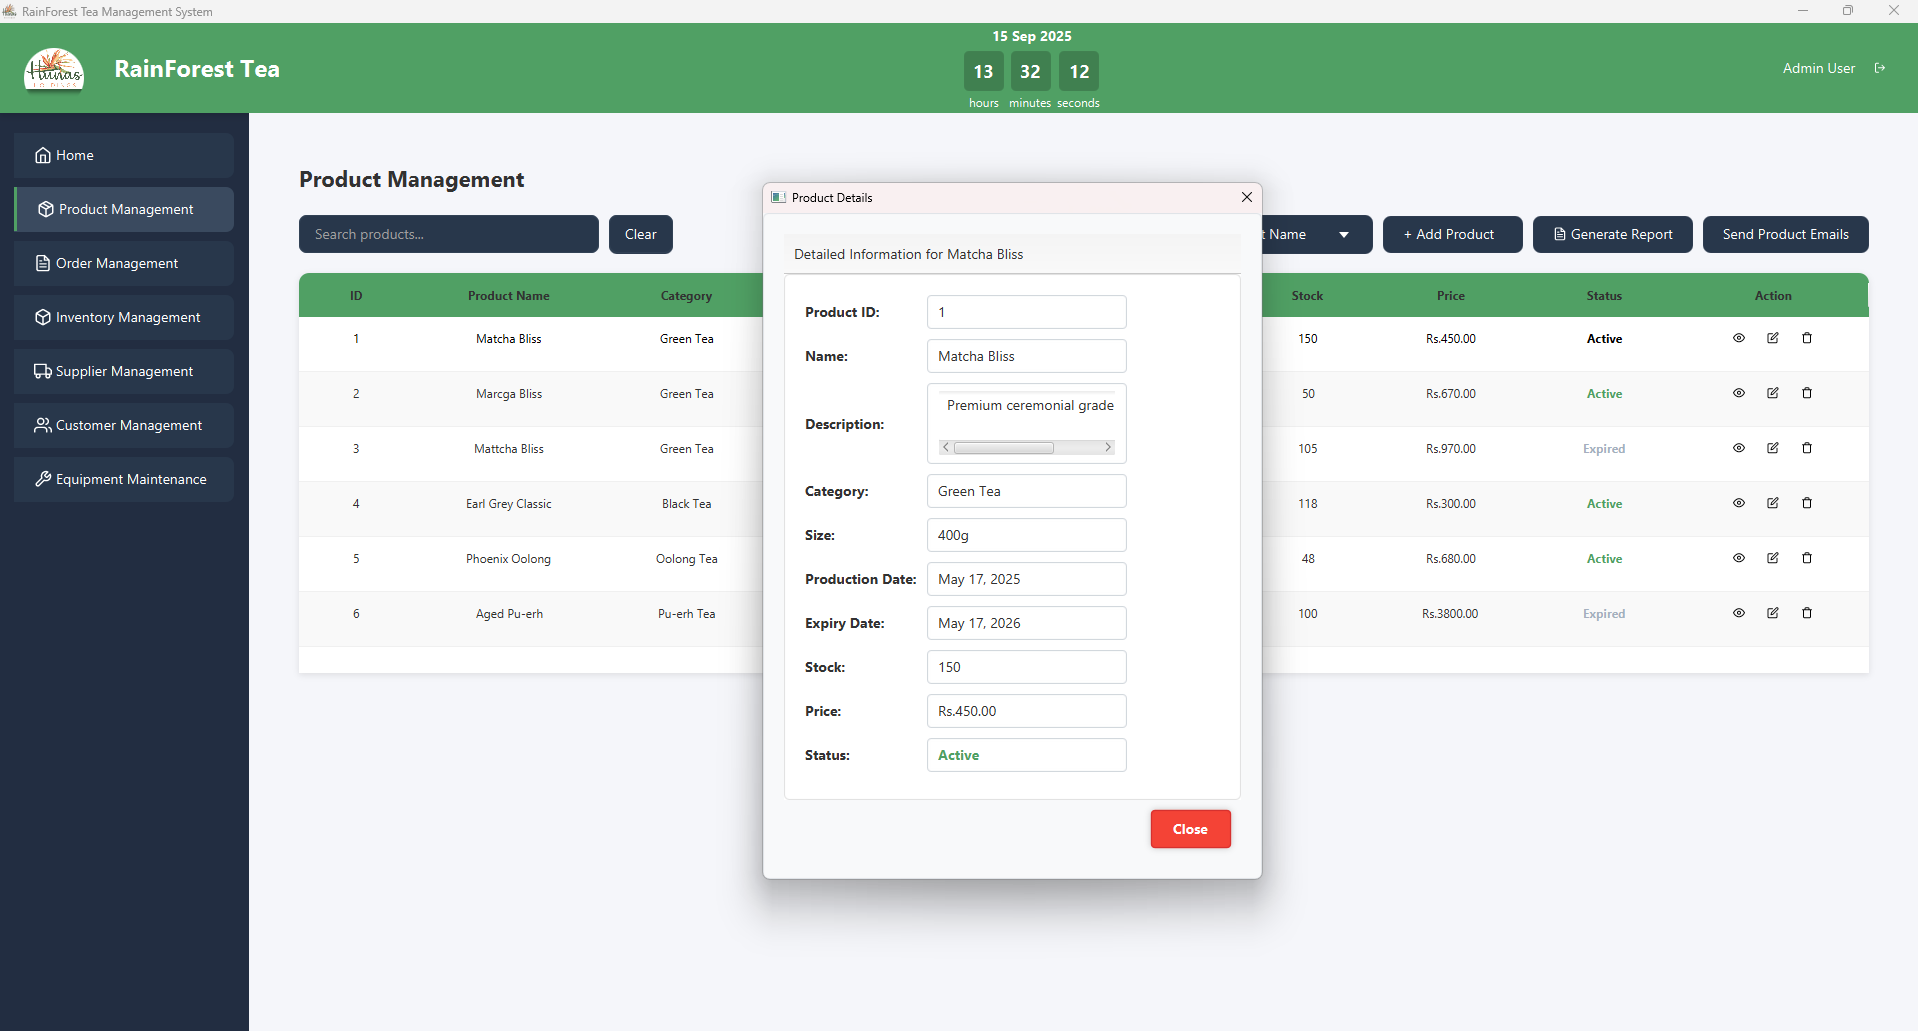 RainForest Tea Management System
RainForest Tea
15 Sep 2025
13 32 12
hours minutes seconds
Admin User
Home
Product Management
Order Management
Inventory Management
Supplier Management
Customer Management
Equipment Maintenance
Product Management
Search products...
Clear
t Name
+ Add Product
Generate Report
Send Product Emails
ID Product Name Category Stock Price Status Action
1 Matcha Bliss Green Tea 150 Rs.450.00 Active
2 Marcga Bliss Green Tea 50 Rs.670.00 Active
3 Mattcha Bliss Green Tea 105 Rs.970.00 Expired
4 Earl Grey Classic Black Tea 118 Rs.300.00 Active
5 Phoenix Oolong Oolong Tea 48 Rs.680.00 Active
6 Aged Pu-erh Pu-erh Tea 100 Rs.3800.00 Expired
Product Details
Detailed Information for Matcha Bliss
Product ID: 1
Name: Matcha Bliss
Description: Premium ceremonial grade
Category: Green Tea
Size: 400g
Production Date: May 17, 2025
Expiry Date: May 17, 2026
Stock: 150
Price: Rs.450.00
Status: Active
Close